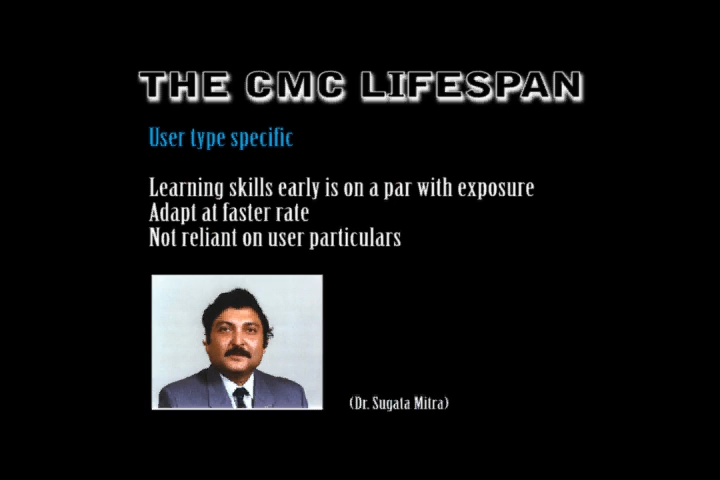 THE CMC LIFESPAN
User type specific
Learning skills early is on a par with exposure
Adapt at faster rate
Not reliant on user particulars
(Dr. Sugata Mitra)